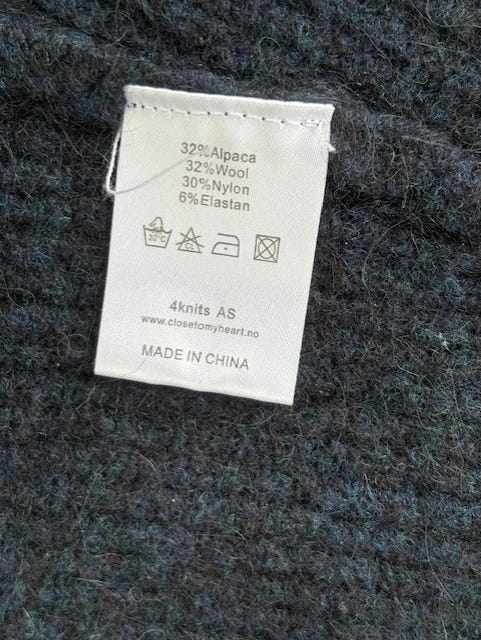 32%Alpaca
32%Wool
30%Nylon
6%Elastan
30°C CL
4knits AS
www.closetomyheart.no
MADE IN CHINA